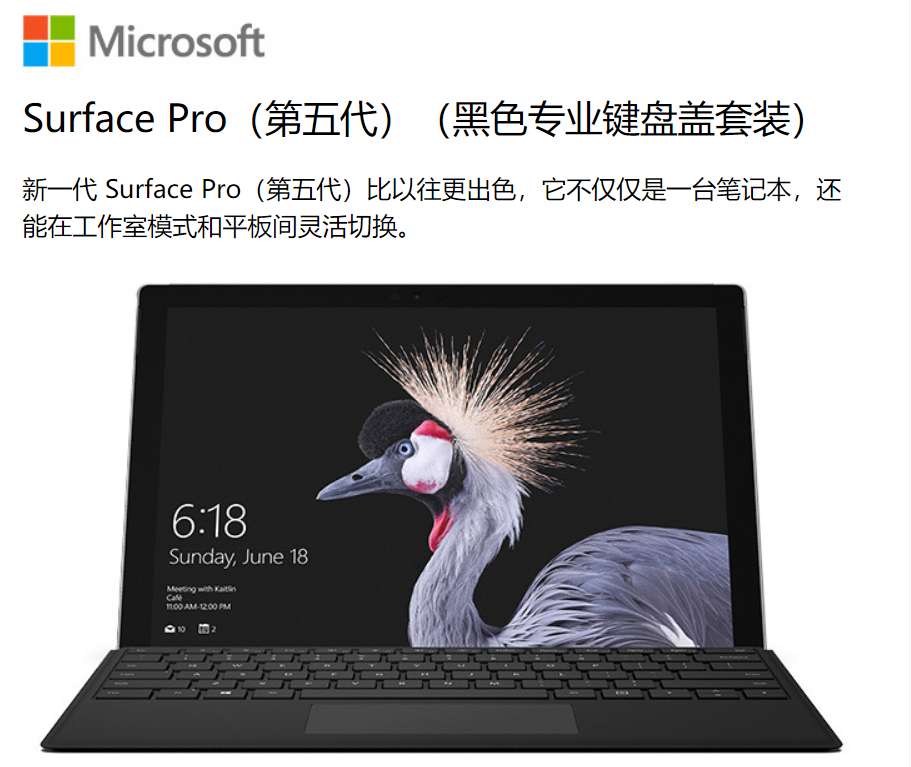 Microsoft
Surface Pro（第五代）（黑色专业键盘盖套装）
新一代 Surface Pro（第五代）比以往更出色，它不仅仅是一台笔记本，还
能在工作室模式和平板间灵活切换。
6:18
Sunday, June 18
Meeting with Kaitlin
Café
11:00 AM-12:00 PM
10 2